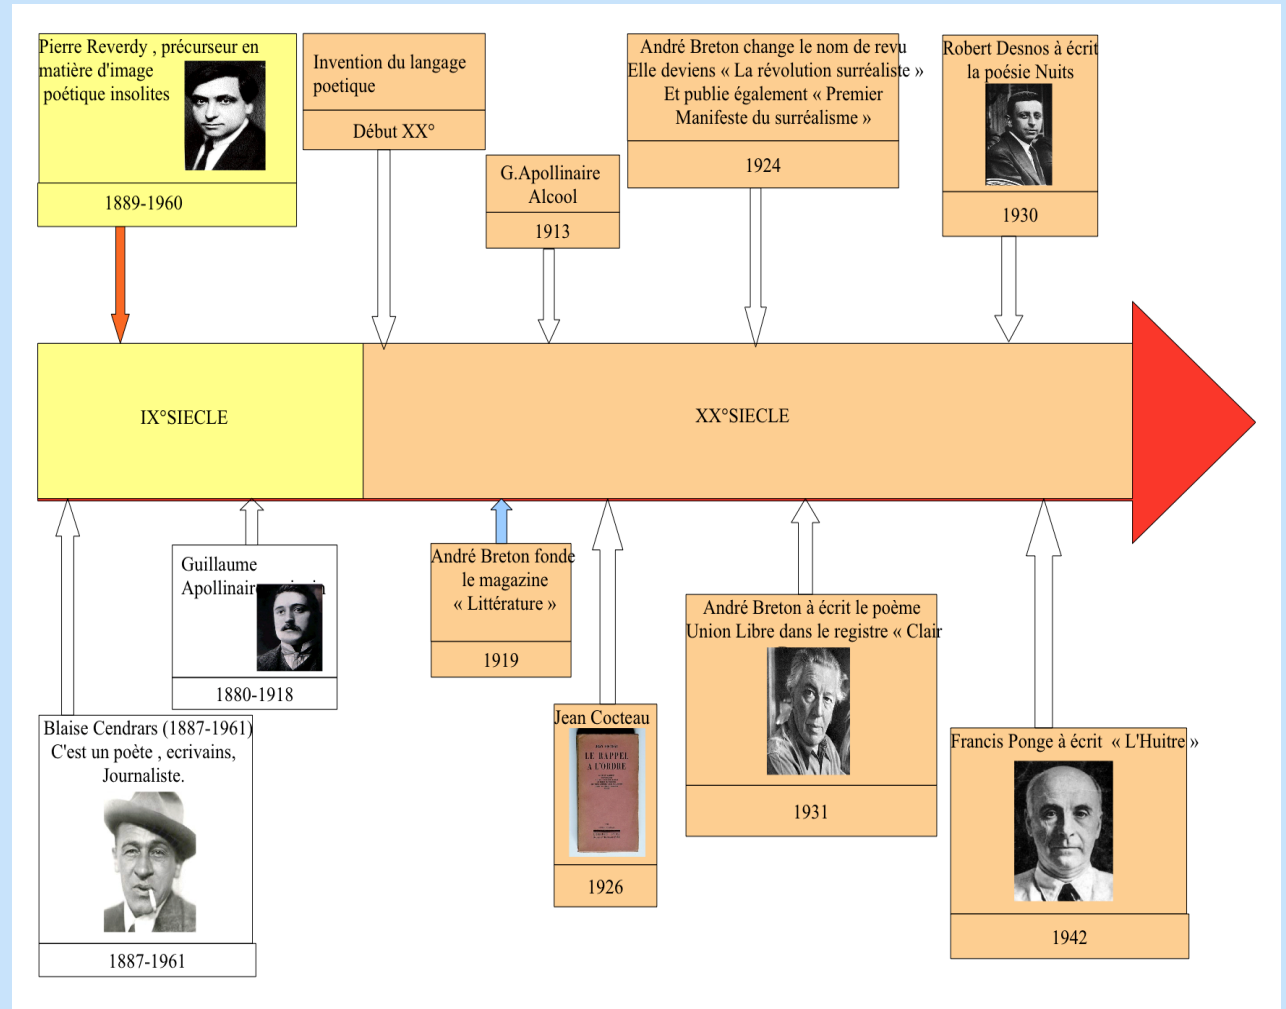 Pierre Reverdy , précurseur en
matière d'image
poétique insolites
1889-1960
Invention du langage
poetique
Début XX°
G.Apollinaire
Alcool
1913
André Breton change le nom de revu
Elle deviens « La révolution surréaliste »
Et publie également « Premier
Manifeste du surréalisme »
1924
Robert Desnos à écrit
la poésie Nuits
1930
IX°SIECLE
XX°SIECLE
Guillaume
Apollinaire
1880-1918
Blaise Cendrars (1887-1961)
C'est un poète , ecrivains,
Journaliste.
1887-1961
André Breton fonde
le magazine
« Littérature »
1919
Jean Cocteau
LE RAPPEL
A L'ORDRE
1926
André Breton à écrit le poème
Union Libre dans le registre « Clair
1931
Francis Ponge à écrit « L'Huitre »
1942